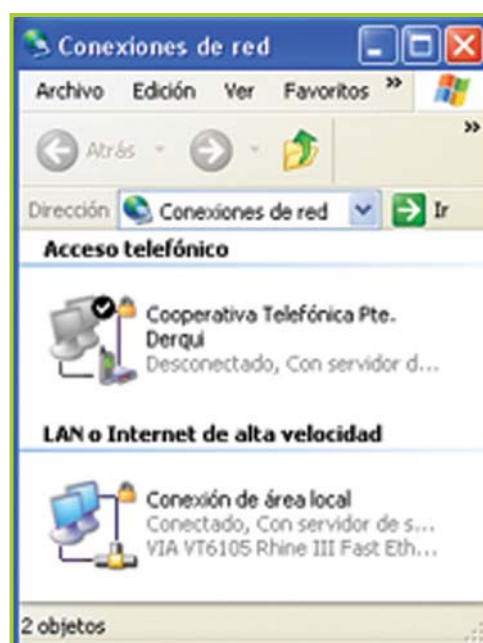 Conexiones de red
Archivo Edición Ver Favoritos »
Atrás »
Dirección Conexiones de red Ir
Acceso telefónico
Cooperativa Telefónica Pte.
Derqui
Desconectado, Con servidor d...
LAN o Internet de alta velocidad
Conexión de área local
Conectado, Con servidor de s...
VIA VT6105 Rhine III Fast Eth...
2 objetos